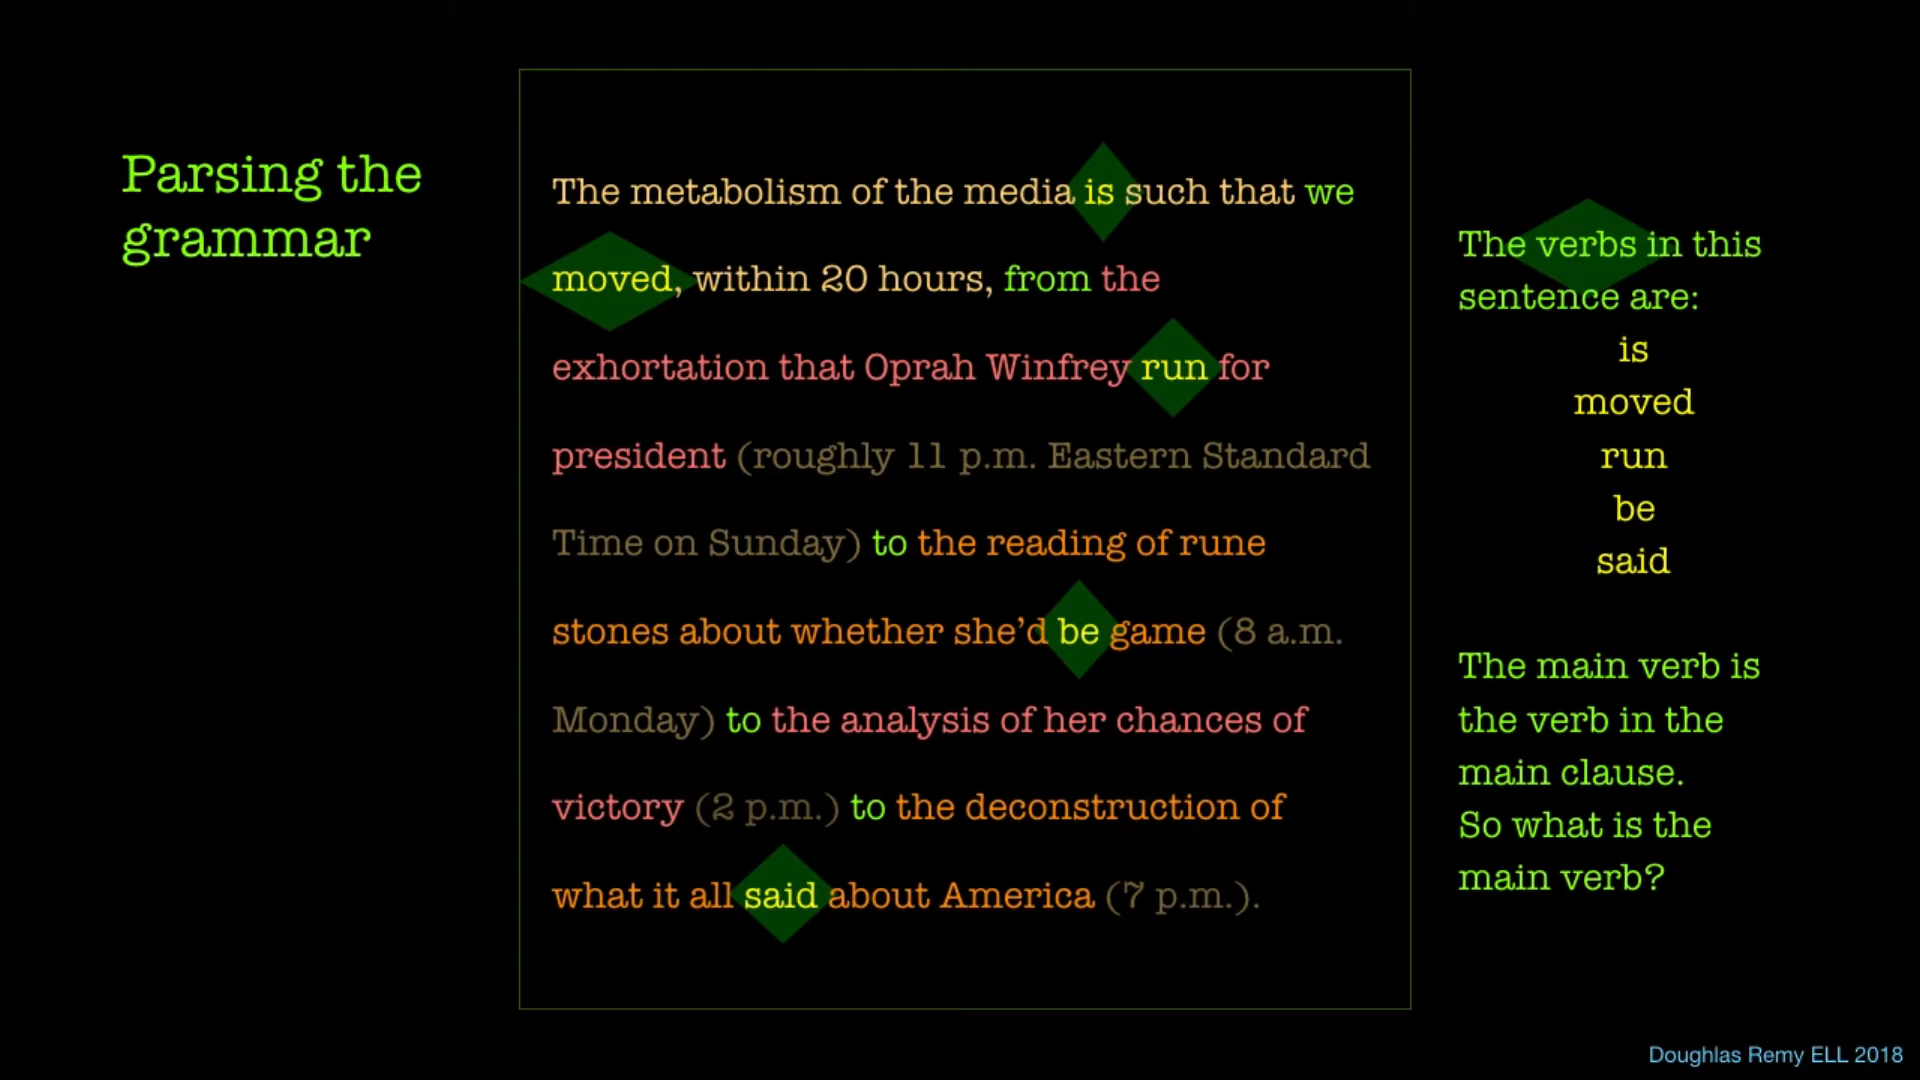 Parsing the
grammar
The metabolism of the media is such that we
moved, within 20 hours, from the
exhortation that Oprah Winfrey run for
president (roughly 11 p.m. Eastern Standard
Time on Sunday) to the reading of rune
stones about whether she’d be game (8 a.m.
Monday) to the analysis of her chances of
victory (2 p.m.) to the deconstruction of
what it all said about America (7 p.m.).
The verbs in this
sentence are:
is
moved
run
be
said
The main verb is
the verb in the
main clause.
So what is the
main verb?
Doughlas Remy ELL 2018